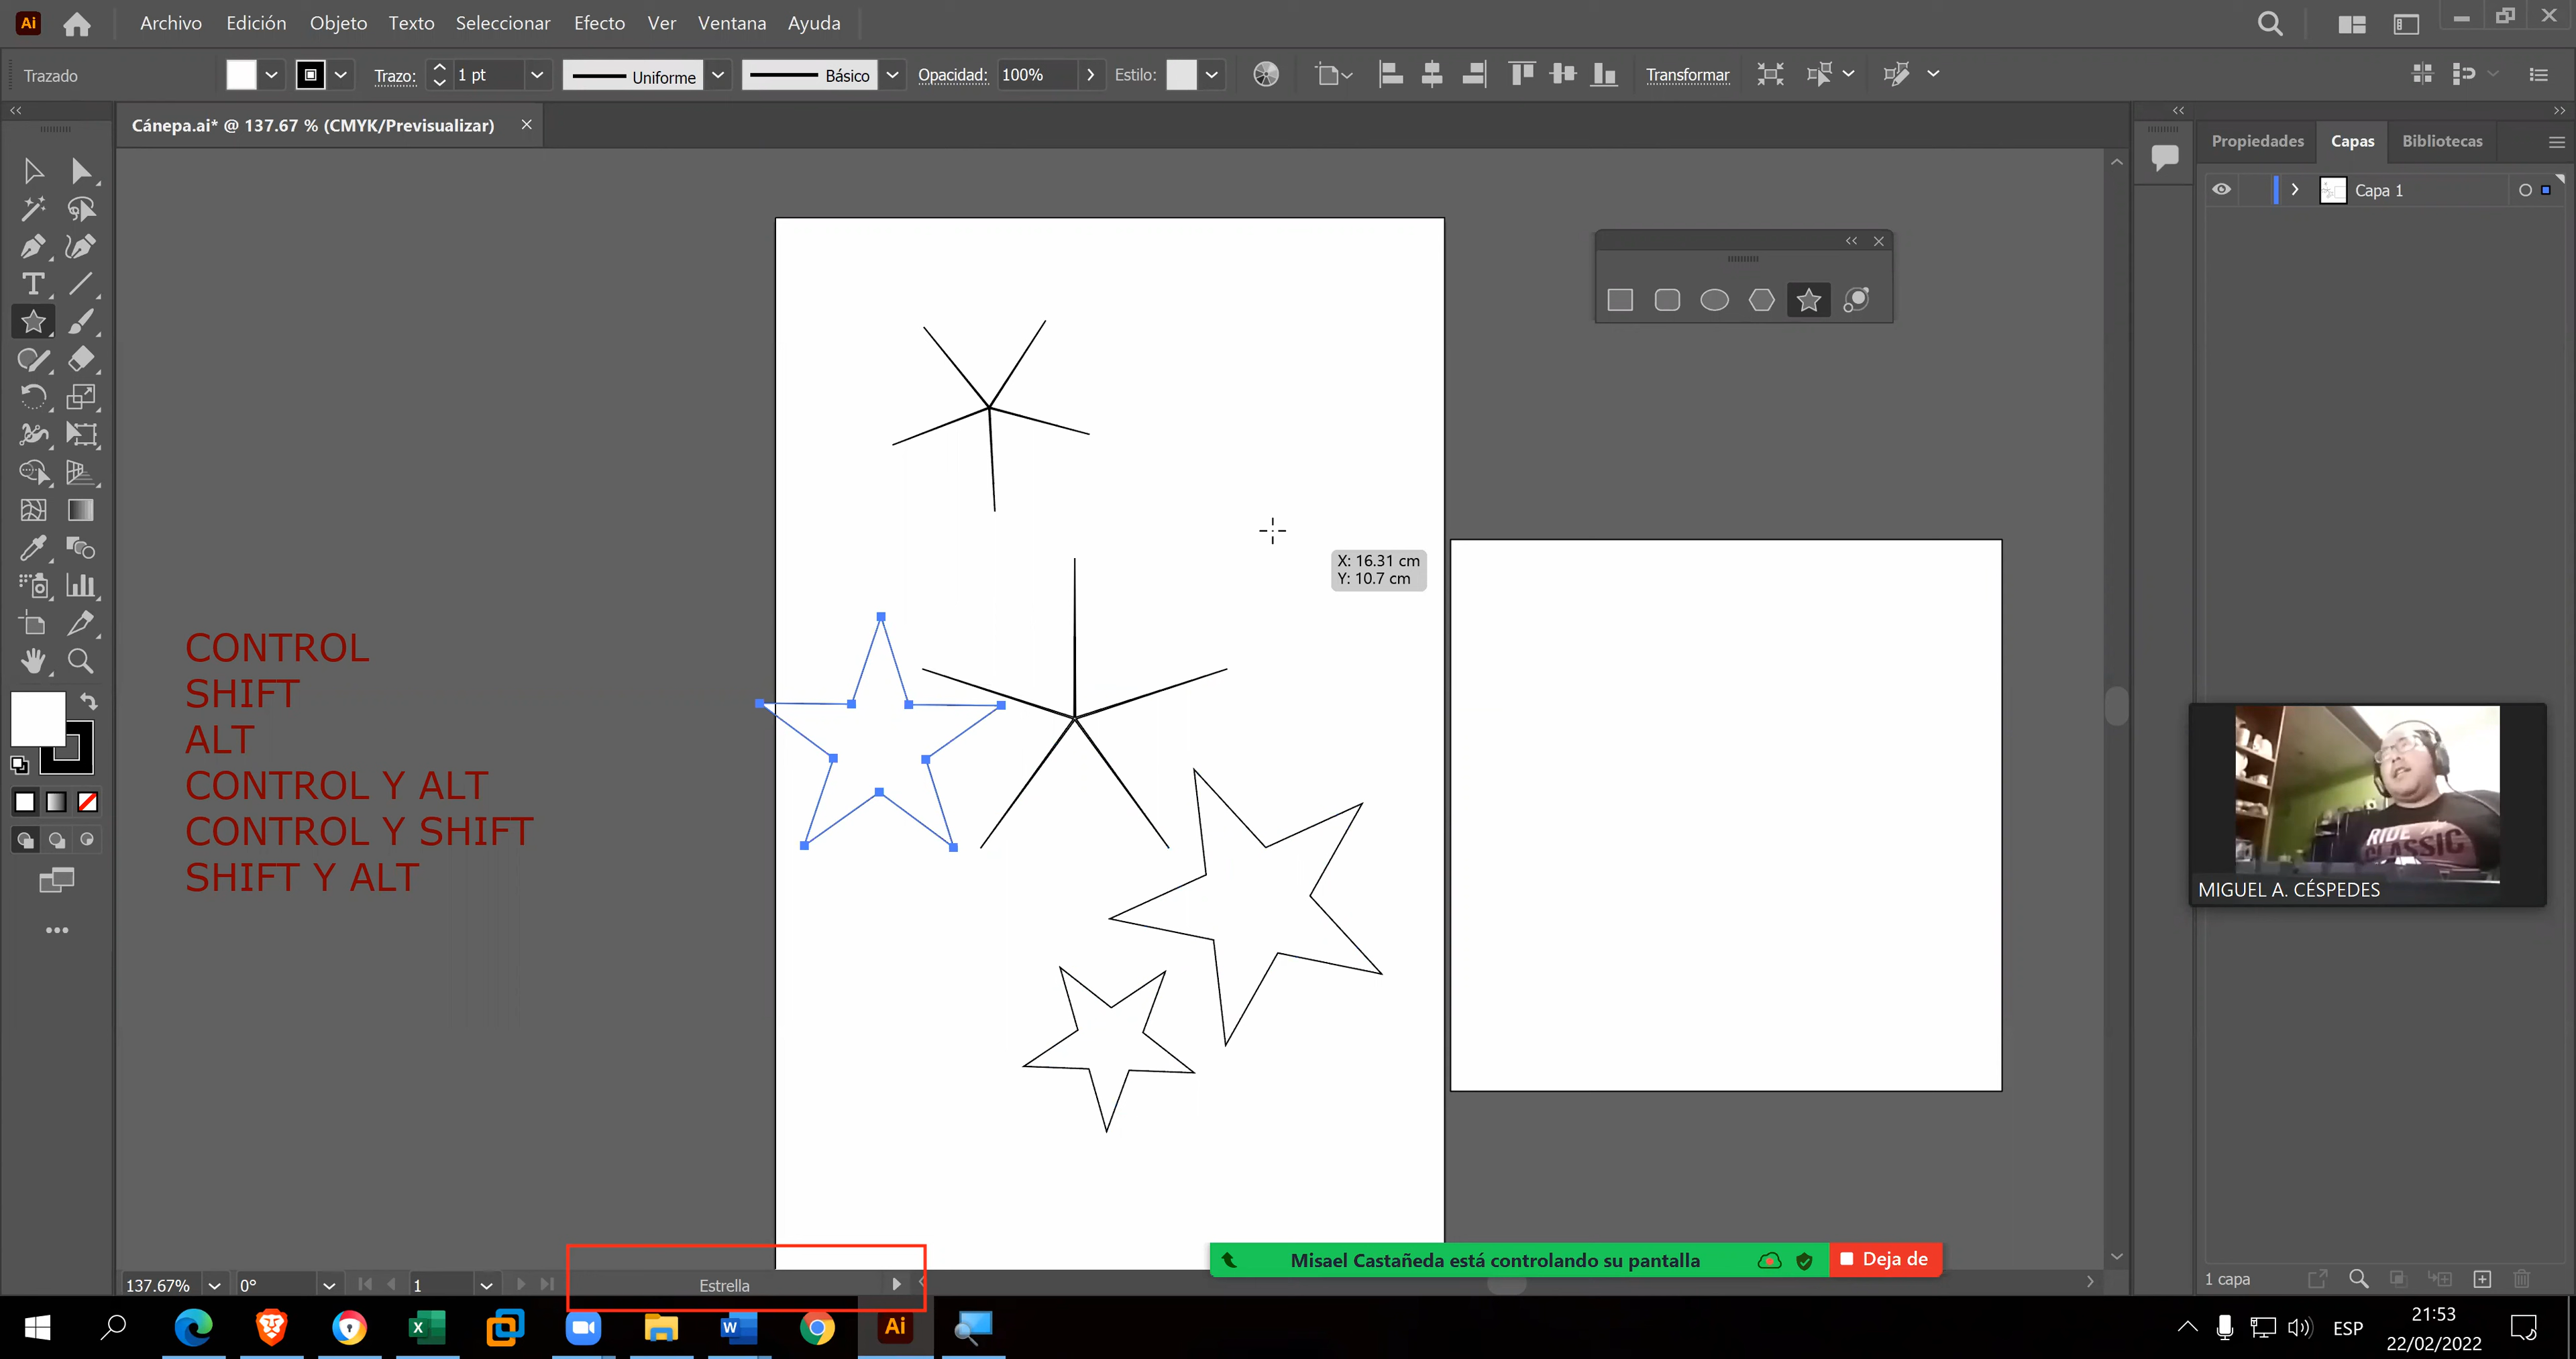 Ai
Archivo Edición Objeto Texto Seleccionar Efecto Ver Ventana Ayuda
Trazado
Trazo: 1 pt
Uniforme
Básico
Opacidad: 100%
Estilo:
Transformar
Cánepa.ai* @ 137.67 % (CMYK/Previsualizar)
Propiedades Capas Bibliotecas
Capa 1
X: 16.31 cm
Y: 10.7 cm
CONTROL
SHIFT
ALT
CONTROL Y ALT
CONTROL Y SHIFT
SHIFT Y ALT
RIDE
CLASSIC
MIGUEL A. CÉSPEDES
Misael Castañeda está controlando su pantalla
Deja de
137.67% 0° 1 Estrella
1 capa
Ai
ESP
21:53
22/02/2022